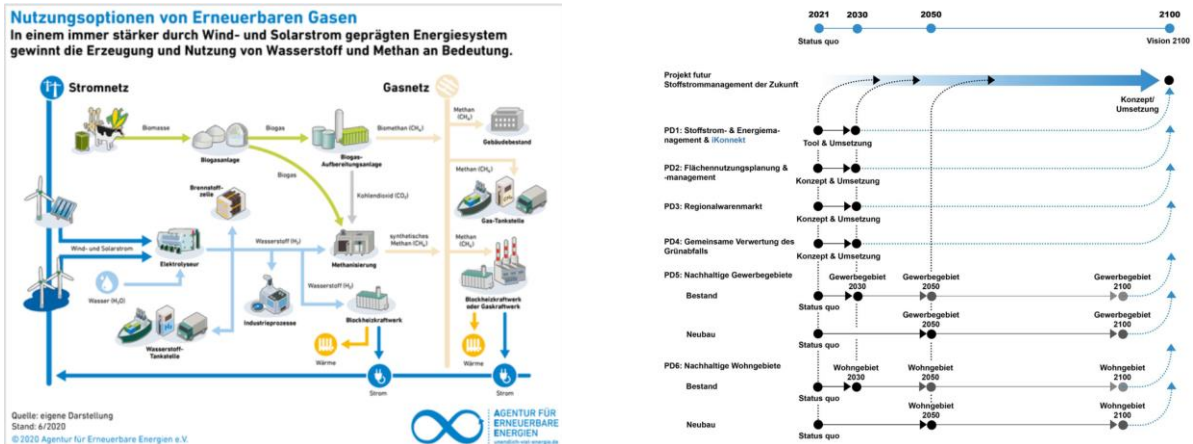 Nutzungsoptionen von Erneuerbaren Gasen
In einem immer stärker durch Wind- und Solarstrom geprägten Energiesystem
gewinnt die Erzeugung und Nutzung von Wasserstoff und Methan an Bedeutung.
Stromnetz
Gasnetz
Biomasse
Biogasanlage
Biogas
Biogas-
Aufbereitungsanlage
Biomethan (CH₄)
Methan
(CH₄)
Gebäudebestand
Biogas
Kohlendioxid (CO₂)
Methan (CH₄)
Gas-Tankstelle
Brennstoff-
zelle
Wind- und Solarstrom
Elektrolyseur
Wasserstoff (H₂)
Methanisierung
synthetisches
Methan (CH₄)
Methan
(CH₄)
Wasser (H₂O)
Wasserstoff-
Tankstelle
Industrieprozesse
Wasserstoff (H₂)
Blockheizkraftwerk
Blockheizkraftwerk
oder Gaskraftwerk
Wärme
Wärme
Strom
Strom
Quelle: eigene Darstellung
Stand: 6/2020
© 2020 Agentur für Erneuerbare Energien e.V.
AGENTUR FÜR
ERNEUERBARE
ENERGIEN
unendlich-viel-energie.de
2021
2030
2050
2100
Status quo
Vision 2100
Projekt futur
Stoffstrommanagement der Zukunft
Konzept/
Umsetzung
PD1: Stoffstrom- & Energiema-
nagement & iKonnekt
Tool & Umsetzung
PD2: Flächennutzungsplanung &
-management
Konzept & Umsetzung
PD3: Regionalwarenmarkt
Konzept & Umsetzung
PD4: Gemeinsame Verwertung des
Grünabfalls
Konzept & Umsetzung
PD5: Nachhaltige Gewerbegebiete
Gewerbegebiet
2030
Gewerbegebiet
2050
Gewerbegebiet
2100
Bestand
Status quo
Gewerbegebiet
2050
Gewerbegebiet
2100
Neubau
Status quo
PD6: Nachhaltige Wohngebiete
Wohngebiet
2030
Wohngebiet
2050
Wohngebiet
2100
Bestand
Status quo
Wohngebiet
2050
Wohngebiet
2100
Neubau
Status quo